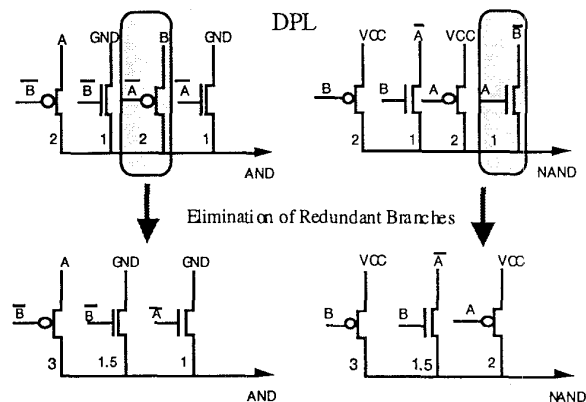 DPL
A GND B GND
B̅ B̅ A̅ A̅
2 1 2 1
AND
VCC A̅ VCC B̅
B B A A
2 1 2 1
NAND
Elimination of Redundant Branches
A GND GND
B̅ B̅ A̅
3 1.5 1
AND
VCC A̅ VCC
B B A
3 1.5 2
NAND